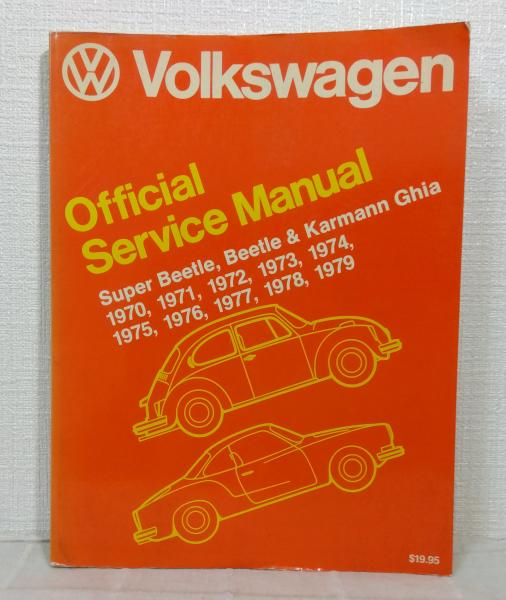 VW Volkswagen
Official
Service Manual
Super Beetle, Beetle & Karmann Ghia
1970, 1971, 1972, 1973, 1974,
1975, 1976, 1977, 1978, 1979
$19.95